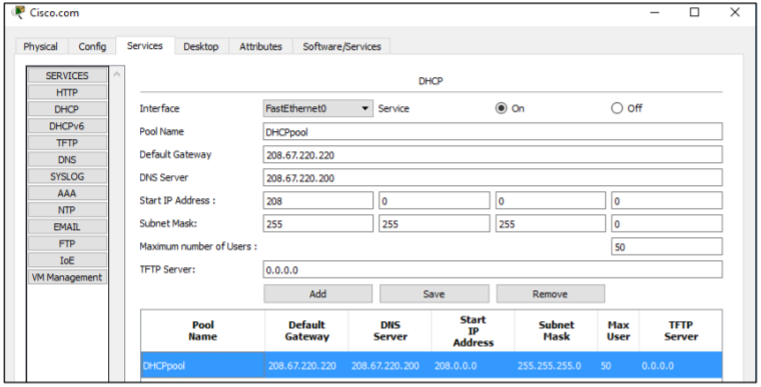 Cisco.com
Physical Config Services Desktop Attributes Software/Services
SERVICES
HTTP
DHCP
DHCPv6
TFTP
DNS
SYSLOG
AAA
NTP
EMAIL
FTP
IoE
VM Management
DHCP
Interface FastEthernet0 Service On Off
Pool Name DHCPpool
Default Gateway 208.67.220.220
DNS Server 208.67.220.200
Start IP Address : 208 0 0 0
Subnet Mask: 255 255 255 0
Maximum number of Users : 50
TFTP Server: 0.0.0.0
Add Save Remove
Pool Name Default Gateway DNS Server Start IP Address Subnet Mask Max User TFTP Server
DHCPpool 208.67.220.220 208.67.220.200 208.0.0.0 255.255.255.0 50 0.0.0.0